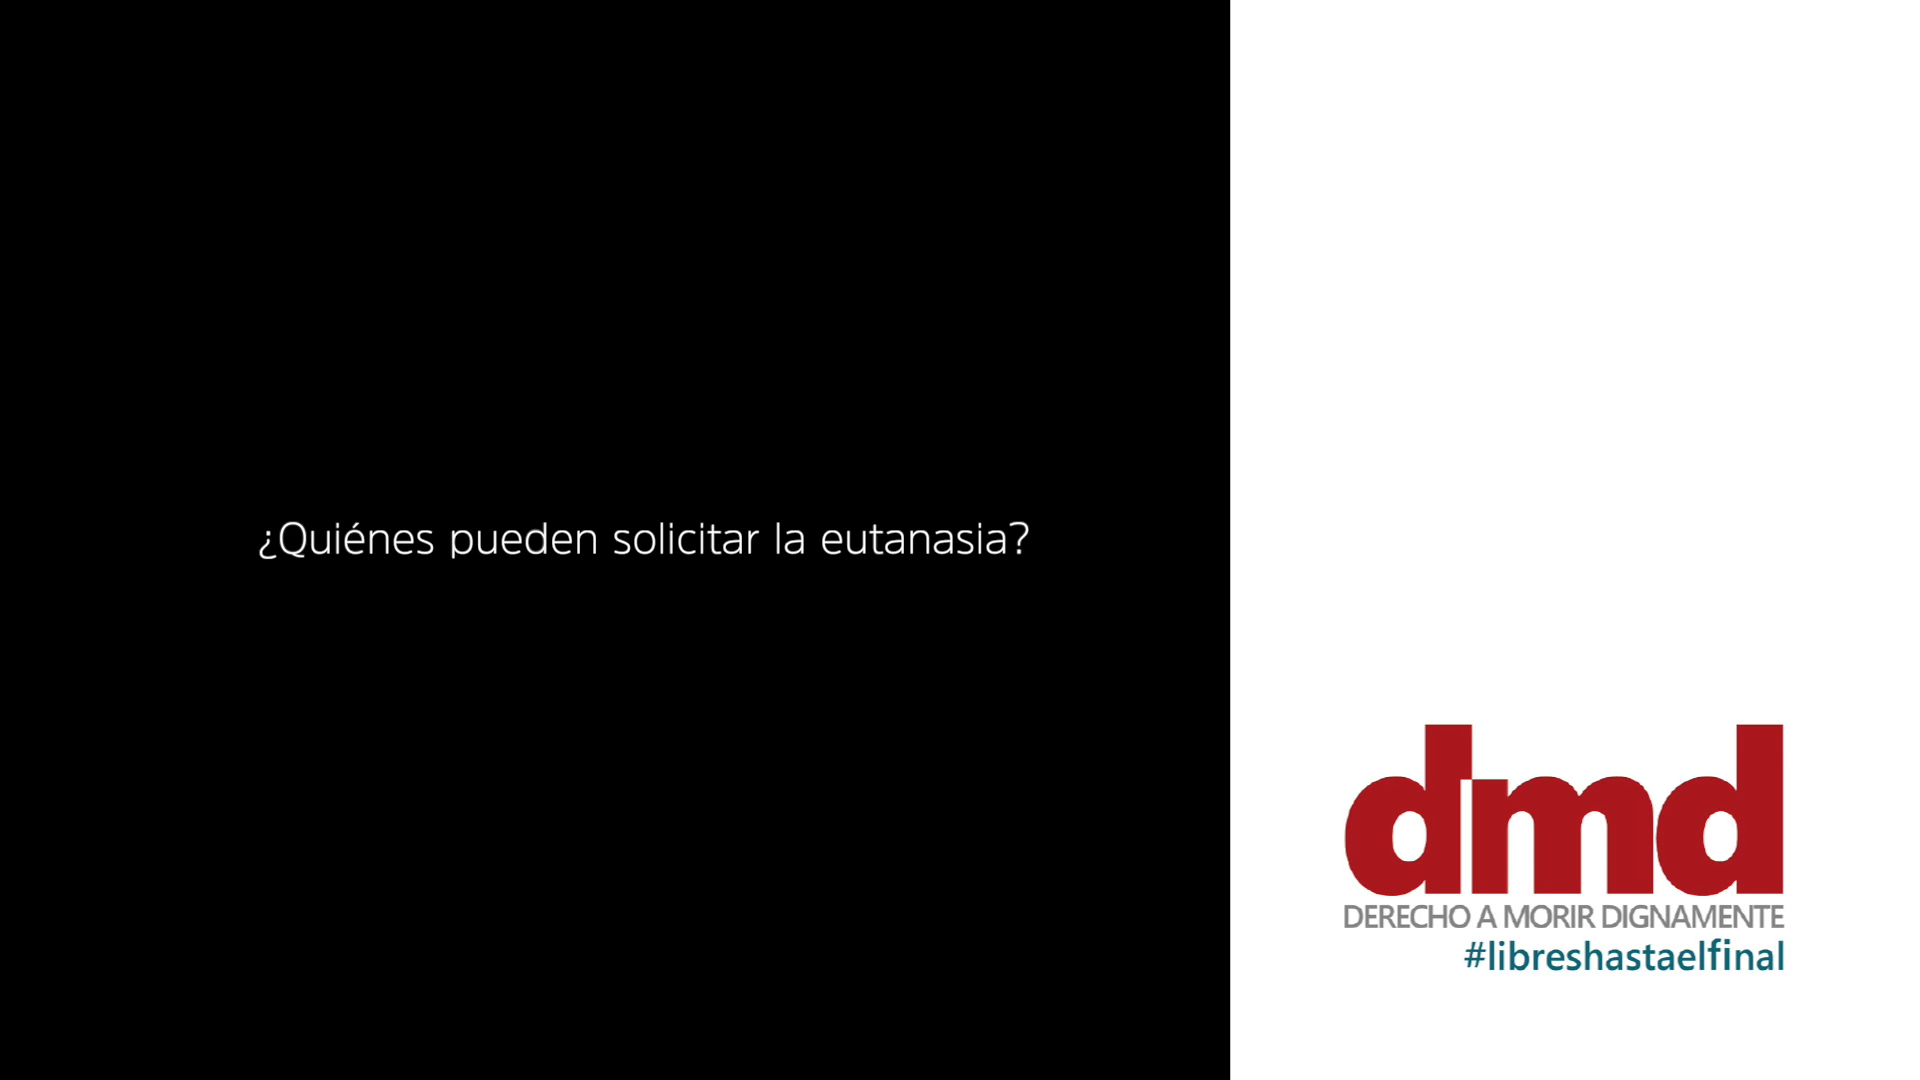 ¿Quiénes pueden solicitar la eutanasia?
dmd
DERECHO A MORIR DIGNAMENTE
#libreshastaelfinal